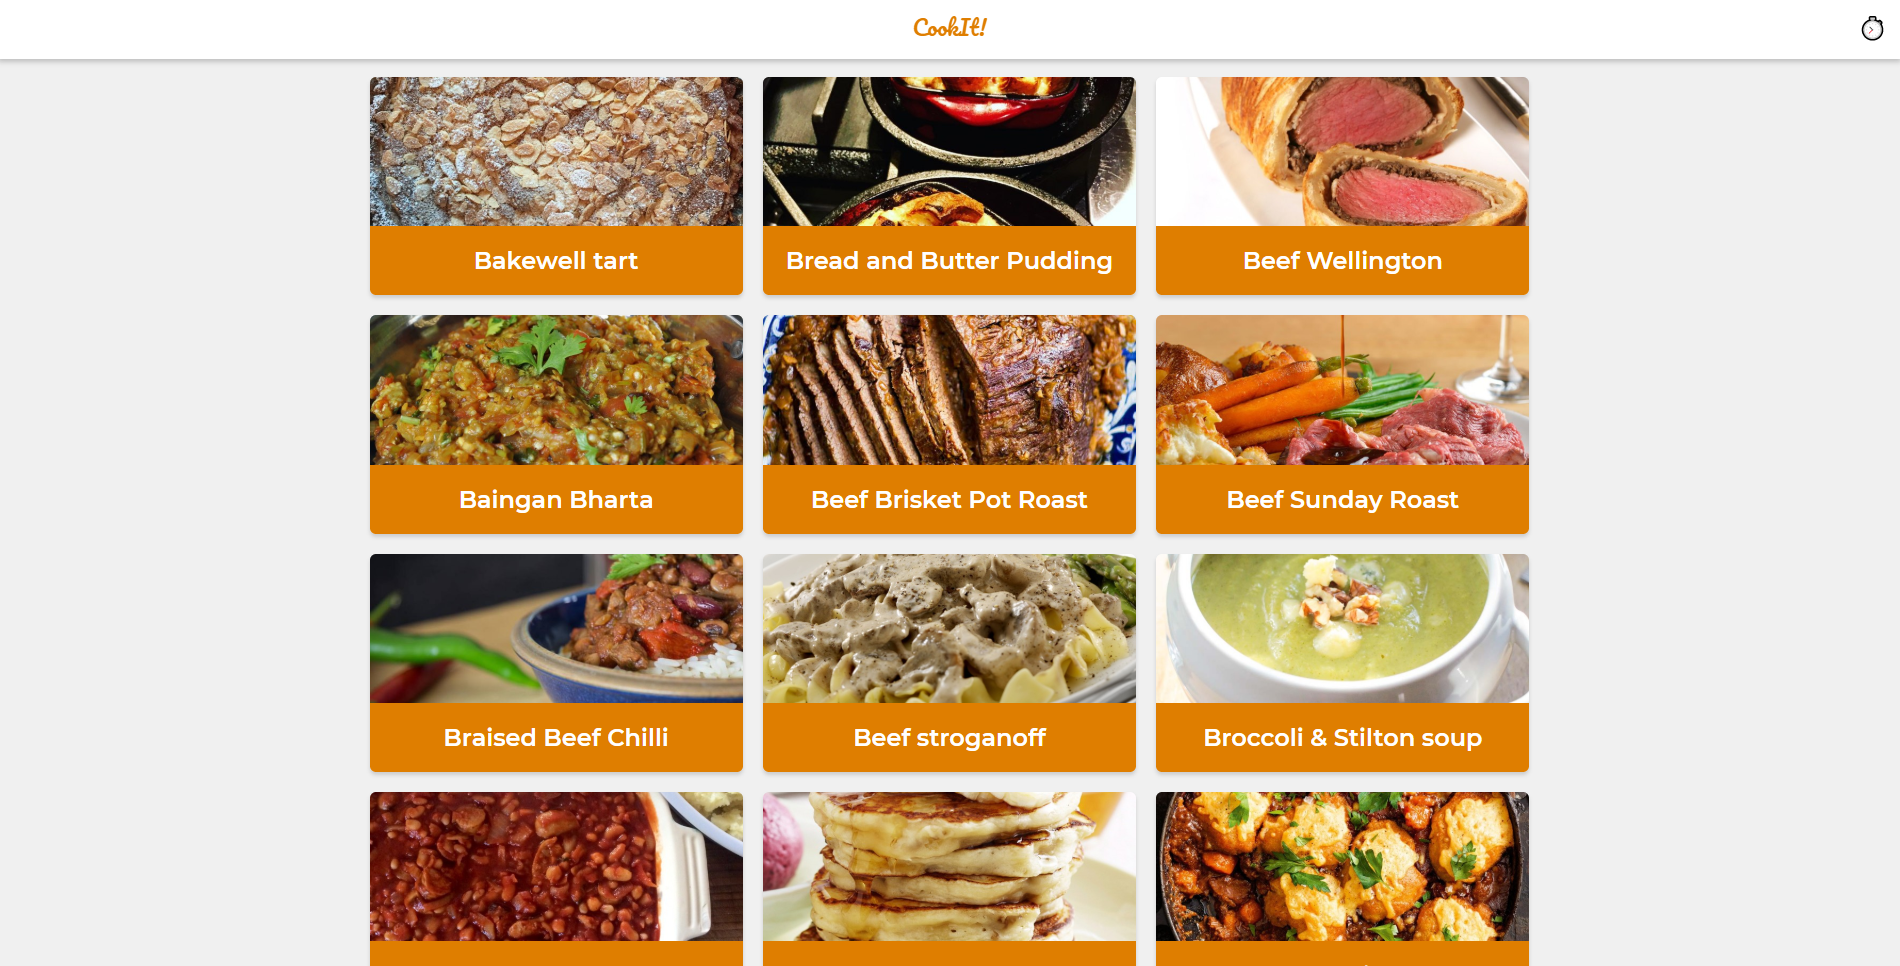 CookIt!
Bakewell tart
Bread and Butter Pudding
Beef Wellington
Baingan Bharta
Beef Brisket Pot Roast
Beef Sunday Roast
Braised Beef Chilli
Beef stroganoff
Broccoli & Stilton soup